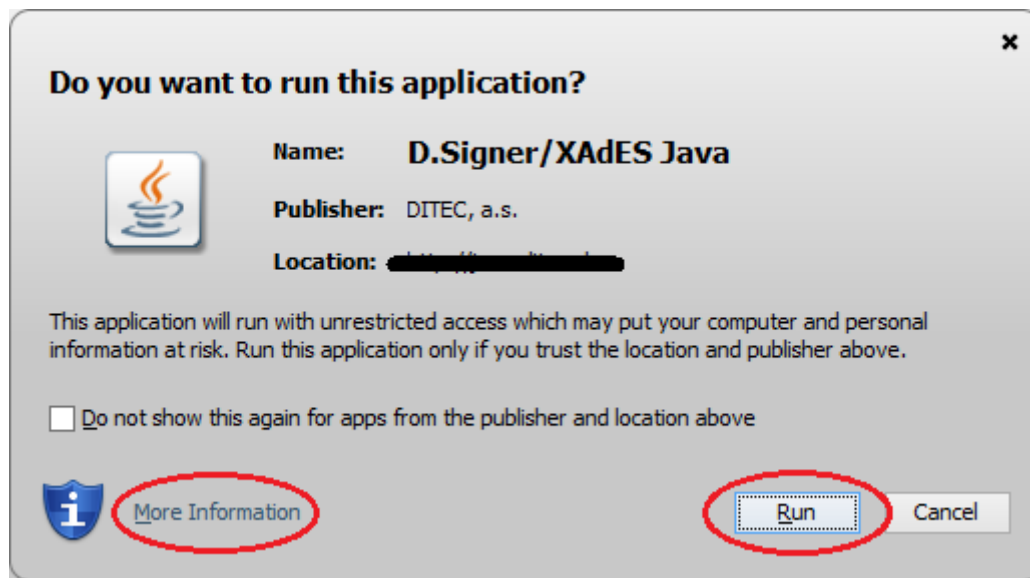 Do you want to run this application?
Name: D.Signer/XAdES Java
Publisher: DITEC, a.s.
Location:
This application will run with unrestricted access which may put your computer and personal
information at risk. Run this application only if you trust the location and publisher above.
Do not show this again for apps from the publisher and location above
More Information
Run
Cancel